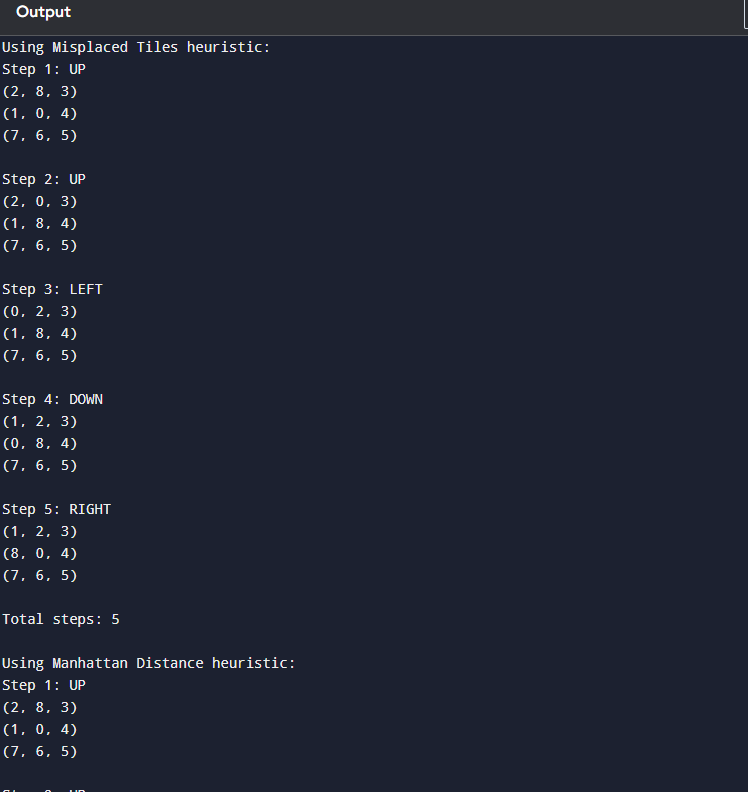 Output
Using Misplaced Tiles heuristic:
Step 1: UP
(2, 8, 3)
(1, 0, 4)
(7, 6, 5)
Step 2: UP
(2, 0, 3)
(1, 8, 4)
(7, 6, 5)
Step 3: LEFT
(0, 2, 3)
(1, 8, 4)
(7, 6, 5)
Step 4: DOWN
(1, 2, 3)
(0, 8, 4)
(7, 6, 5)
Step 5: RIGHT
(1, 2, 3)
(8, 0, 4)
(7, 6, 5)
Total steps: 5
Using Manhattan Distance heuristic:
Step 1: UP
(2, 8, 3)
(1, 0, 4)
(7, 6, 5)